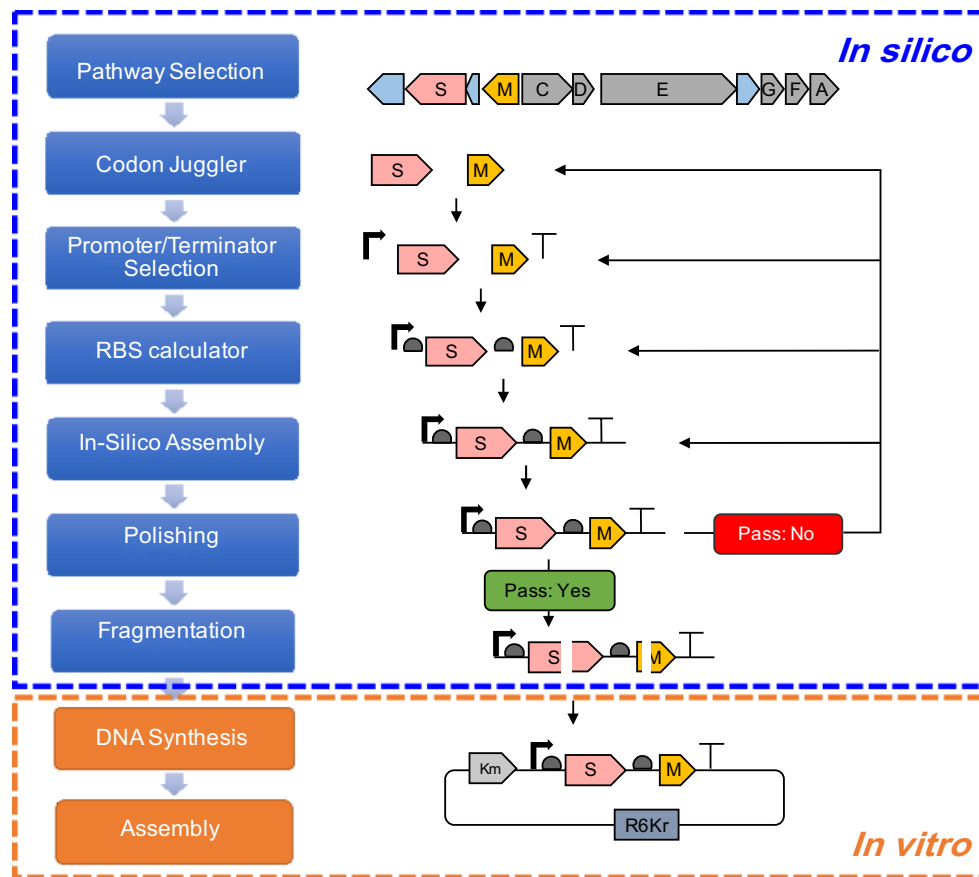 In silico
Pathway Selection
S M C D E G F A
Codon Juggler
S M
Promoter/Terminator
Selection
S M
RBS calculator
S M
In-Silico Assembly
S M
Polishing
S M
Pass: No
Pass: Yes
Fragmentation
S M
DNA Synthesis
Km S M
R6Kr
Assembly
In vitro